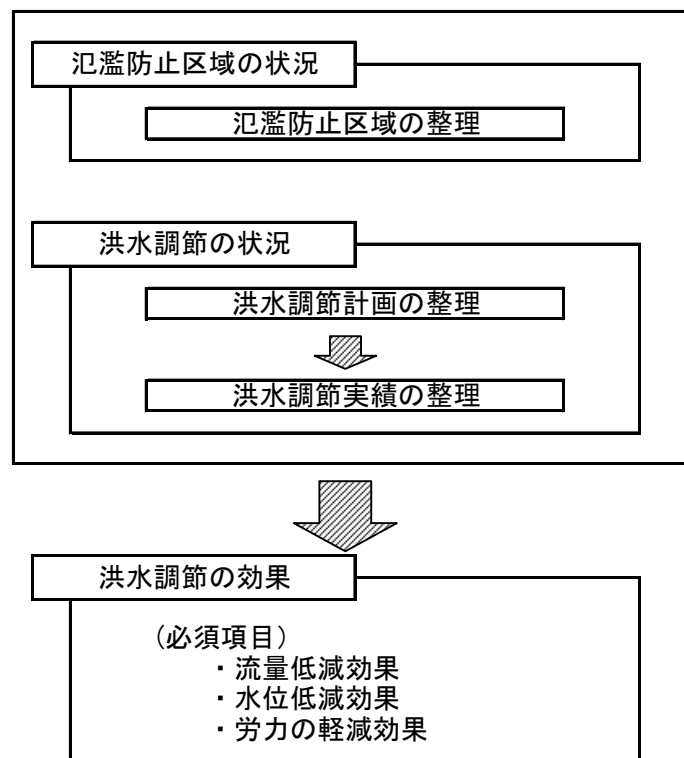 氾濫防止区域の状況
氾濫防止区域の整理
洪水調節の状況
洪水調節計画の整理
洪水調節実績の整理
洪水調節の効果
（必須項目）
・流量低減効果
・水位低減効果
・労力の軽減効果